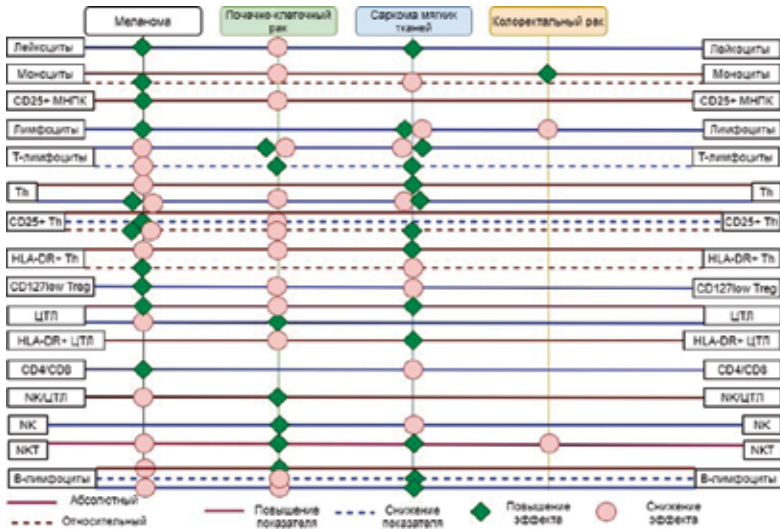 Меланома
Почечно-клеточный рак
Саркома мягких тканей
Колоректальный рак
Лейкоциты Лейкоциты
Моноциты Моноциты
CD25+ МНПК CD25+ МНПК
Лимфоциты Лимфоциты
Т-лимфоциты Т-лимфоциты
Th Th
CD25+ Th CD25+ Th
HLA-DR+ Th HLA-DR+ Th
CD127low Treg CD127low Treg
ЦТЛ ЦТЛ
HLA-DR+ ЦТЛ HLA-DR+ ЦТЛ
CD4/CD8 CD4/CD8
NK/ЦТЛ NK/ЦТЛ
NK NK
NKT NKT
В-лимфоциты В-лимфоциты
Абсолютный
Относительный
Повышение показателя
Снижение показателя
Повышение эффекта
Снижение эффекта